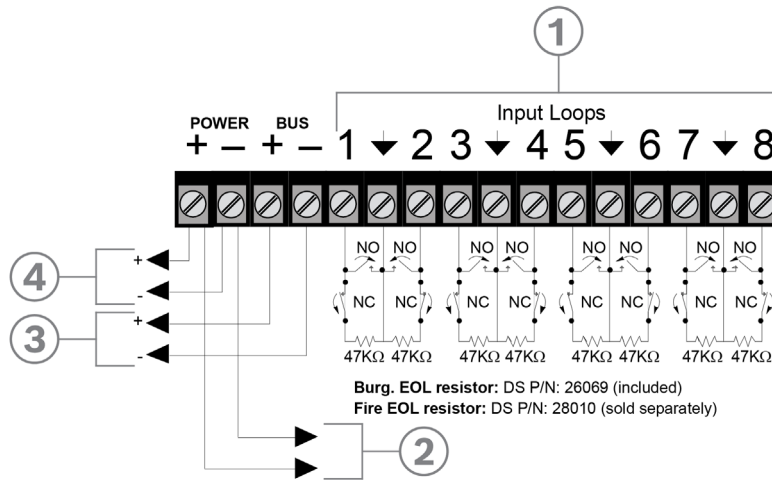 1
Input Loops
POWER BUS
+ – + – 1 2 3 4 5 6 7 8
NO NO NO NO NO NO NO NO
4 + -
NC NC NC NC NC NC NC NC
3 + -
47KΩ 47KΩ 47KΩ 47KΩ 47KΩ 47KΩ 47KΩ 47KΩ
Burg. EOL resistor: DS P/N: 26069 (included)
Fire EOL resistor: DS P/N: 28010 (sold separately)
2